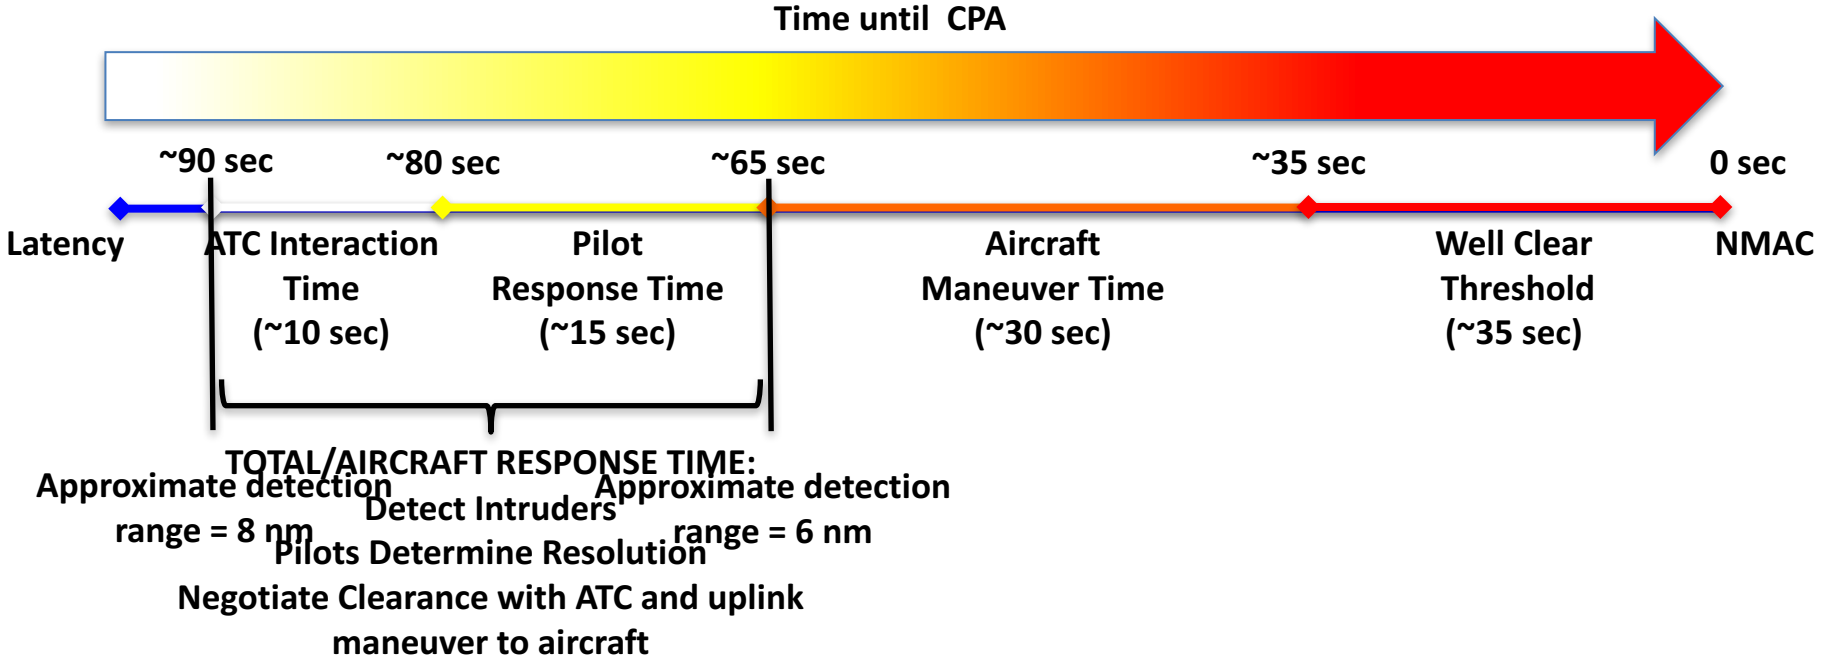 Time until CPA
~90 sec
~80 sec
~65 sec
~35 sec
0 sec
Latency
ATC Interaction
Time
(~10 sec)
Pilot
Response Time
(~15 sec)
Aircraft
Maneuver Time
(~30 sec)
Well Clear
Threshold
(~35 sec)
NMAC
TOTAL/AIRCRAFT RESPONSE TIME:
Detect Intruders
Pilots Determine Resolution
Negotiate Clearance with ATC and uplink
maneuver to aircraft
Approximate detection
range = 8 nm
Approximate detection
range = 6 nm